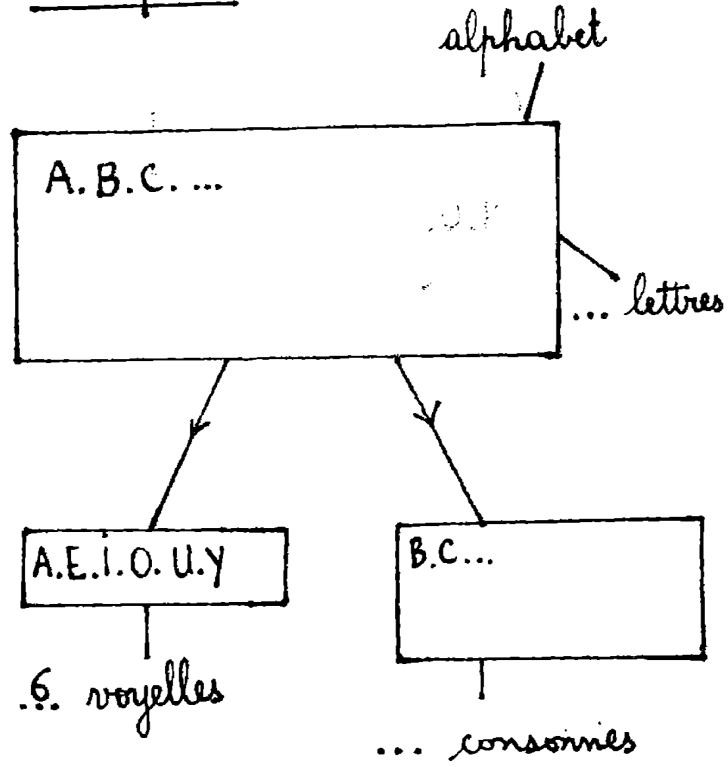 alphabet
A.B.C. ...
... lettres
A.E.I.O.U.Y
B.C...
6 voyelles
... consonnes